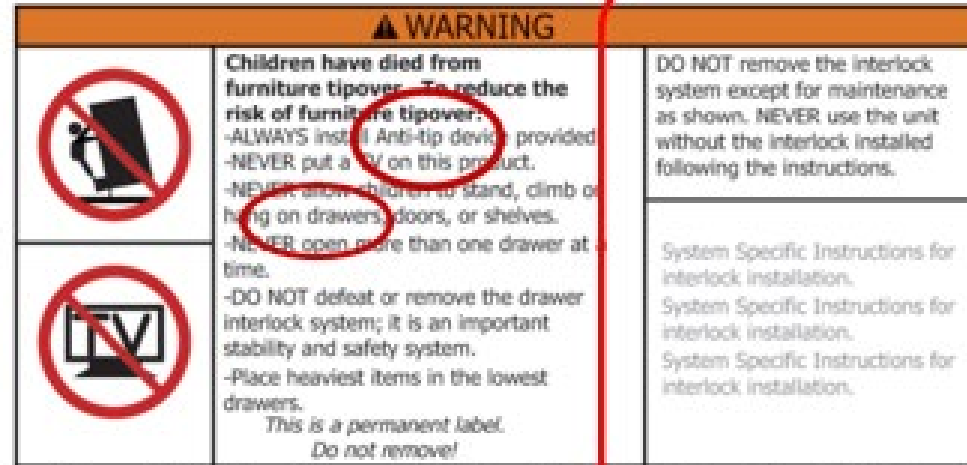 WARNING
Children have died from
furniture tipover. To reduce the
risk of furniture tipover:
-ALWAYS install Anti-tip device provided
-NEVER put a TV on this product.
-NEVER allow children to stand, climb or
hang on drawers, doors, or shelves.
-NEVER open more than one drawer at a
time.
-DO NOT defeat or remove the drawer
interlock system; it is an important
stability and safety system.
-Place heaviest items in the lowest
drawers.
This is a permanent label.
Do not remove!
TV
DO NOT remove the interlock
system except for maintenance
as shown. NEVER use the unit
without the interlock installed
following the instructions.
System Specific Instructions for
interlock installation.
System Specific Instructions for
interlock installation.
System Specific Instructions for
interlock installation.